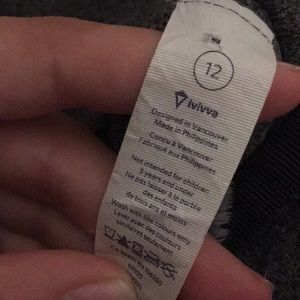 12
ivivva
Designed in Vancouver
Made in Philippines
Conçu à Vancouver
Fabriqué aux Philippines
Not intended for children
3 years and under
Ne pas laisser à la portée
des enfants
de trois ans et moins
Wash with like colours only
Laver avec des couleurs
similaires seulement